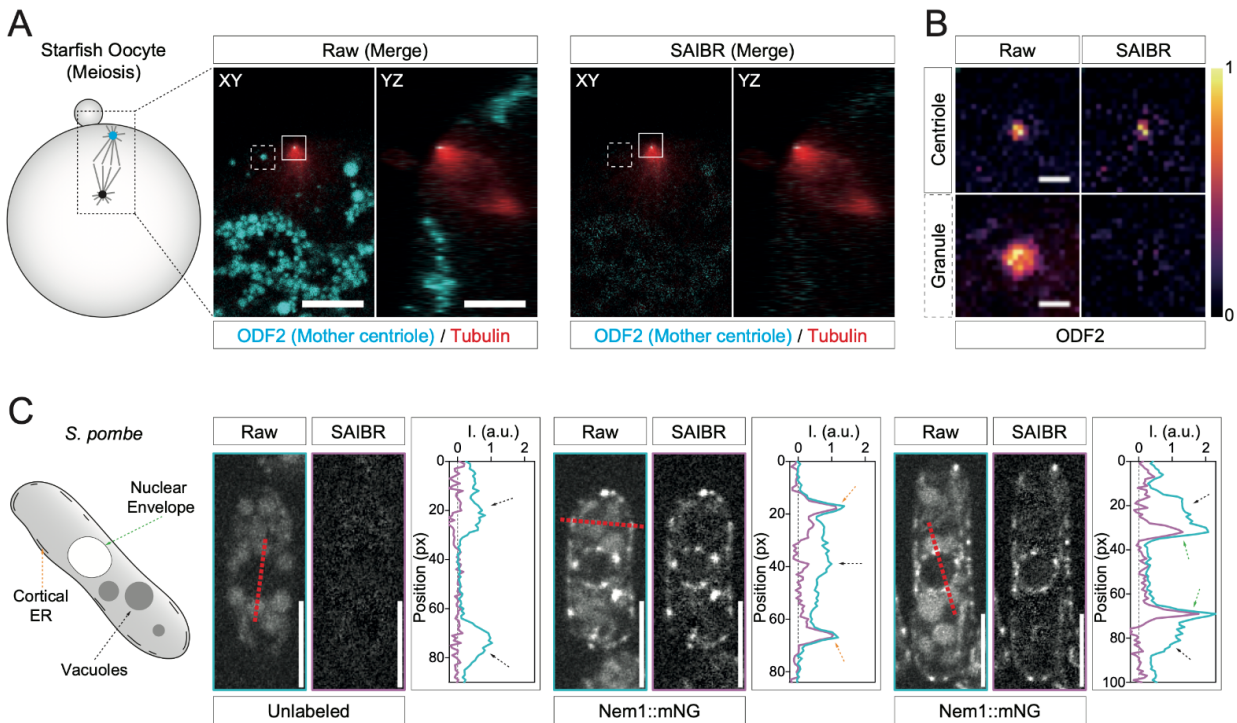 A
Starfish Oocyte
(Meiosis)
Raw (Merge)
SAIBR (Merge)
XY
YZ
XY
YZ
ODF2 (Mother centriole) / Tubulin
ODF2 (Mother centriole) / Tubulin
B
Raw
SAIBR
Centriole
Granule
1
0
ODF2
C
S. pombe
Nuclear
Envelope
Cortical
ER
Vacuoles
Raw
SAIBR
I. (a.u.)
0 1 2
Position (px)
0
20
40
60
80
Unlabeled
Raw
SAIBR
I. (a.u.)
0 1 2
Position (px)
0
20
40
60
80
Nem1::mNG
Raw
SAIBR
I. (a.u.)
0 1 2
Position (px)
0
20
40
60
80
100
Nem1::mNG